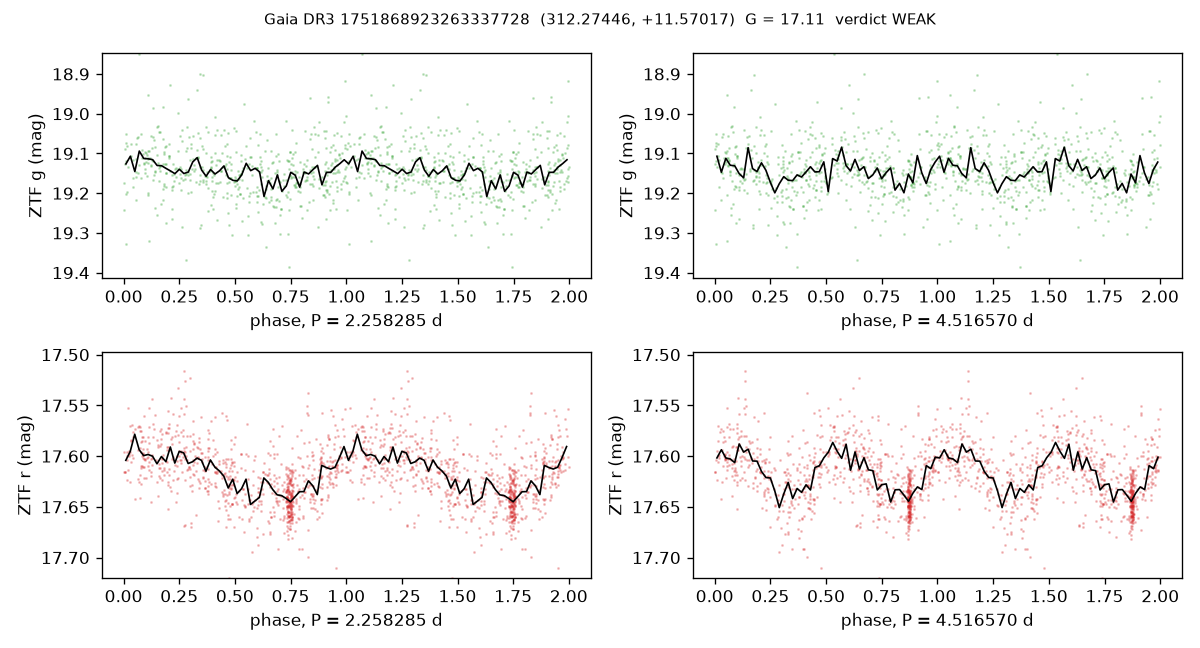 Gaia DR3 1751868923263337728  (312.27446, +11.57017)  G = 17.11  verdict WEAK
ZTF g (mag)
18.9
19.0
19.1
19.2
19.3
19.4
0.00 0.25 0.50 0.75 1.00 1.25 1.50 1.75 2.00
phase, P = 2.258285 d
ZTF g (mag)
18.9
19.0
19.1
19.2
19.3
19.4
0.00 0.25 0.50 0.75 1.00 1.25 1.50 1.75 2.00
phase, P = 4.516570 d
ZTF r (mag)
17.50
17.55
17.60
17.65
17.70
0.00 0.25 0.50 0.75 1.00 1.25 1.50 1.75 2.00
phase, P = 2.258285 d
ZTF r (mag)
17.50
17.55
17.60
17.65
17.70
0.00 0.25 0.50 0.75 1.00 1.25 1.50 1.75 2.00
phase, P = 4.516570 d